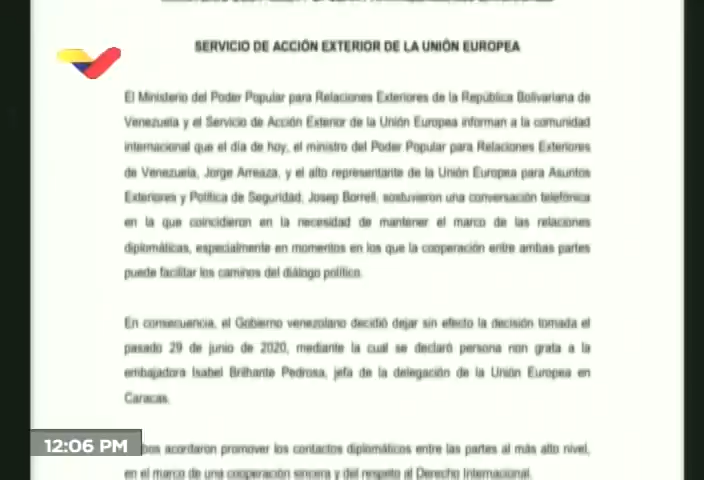 SERVICIO DE ACCIÓN EXTERIOR DE LA UNIÓN EUROPEA
El Ministerio del Poder Popular para Relaciones Exteriores de la República Bolivariana de
Venezuela y el Servicio de Acción Exterior de la Unión Europea informan a la comunidad
internacional que el día de hoy, el ministro del Poder Popular para Relaciones Exteriores
de Venezuela, Jorge Arreaza, y el alto representante de la Unión Europea para Asuntos
Exteriores y Política de Seguridad, Josep Borrell, sostuvieron una conversación telefónica
en la que coincidieron en la necesidad de mantener el marco de las relaciones
diplomáticas, especialmente en momentos en los que la cooperación entre ambas partes
puede facilitar los caminos del diálogo político.
En consecuencia, el Gobierno venezolano decidió dejar sin efecto la decisión tomada el
pasado 29 de junio de 2020, mediante la cual se declaró persona non grata a la
embajadora Isabel Brilhante Pedrosa, jefa de la delegación de la Unión Europea en
Caracas.
12:06 PM
bos acordaron promover los contactos diplomáticos entre las partes al más alto nivel,
en el marco de una cooperación sincera y del respeto al Derecho Internacional.